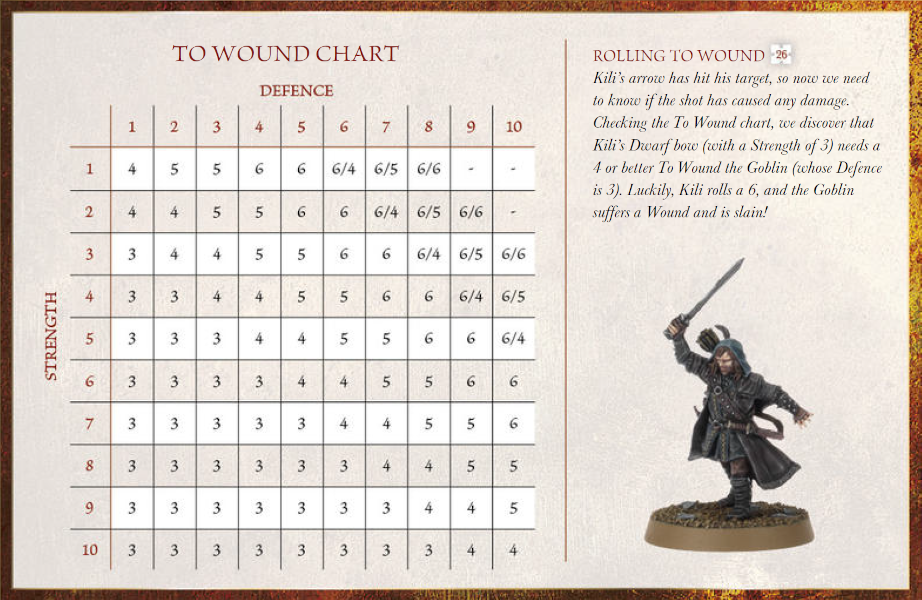 TO WOUND CHART
DEFENCE
1 2 3 4 5 6 7 8 9 10
STRENGTH
1 4 5 5 6 6 6/4 6/5 6/6 - -
2 4 4 5 5 6 6 6/4 6/5 6/6 -
3 3 4 4 5 5 6 6 6/4 6/5 6/6
4 3 3 4 4 5 5 6 6 6/4 6/5
5 3 3 3 4 4 5 5 6 6 6/4
6 3 3 3 3 4 4 5 5 6 6
7 3 3 3 3 3 4 4 5 5 6
8 3 3 3 3 3 3 4 4 5 5
9 3 3 3 3 3 3 3 4 4 5
10 3 3 3 3 3 3 3 3 4 4
ROLLING TO WOUND 26
Kili's arrow has hit his target, so now we need
to know if the shot has caused any damage.
Checking the To Wound chart, we discover that
Kili's Dwarf bow (with a Strength of 3) needs a
4 or better To Wound the Goblin (whose Defence
is 3). Luckily, Kili rolls a 6, and the Goblin
suffers a Wound and is slain!